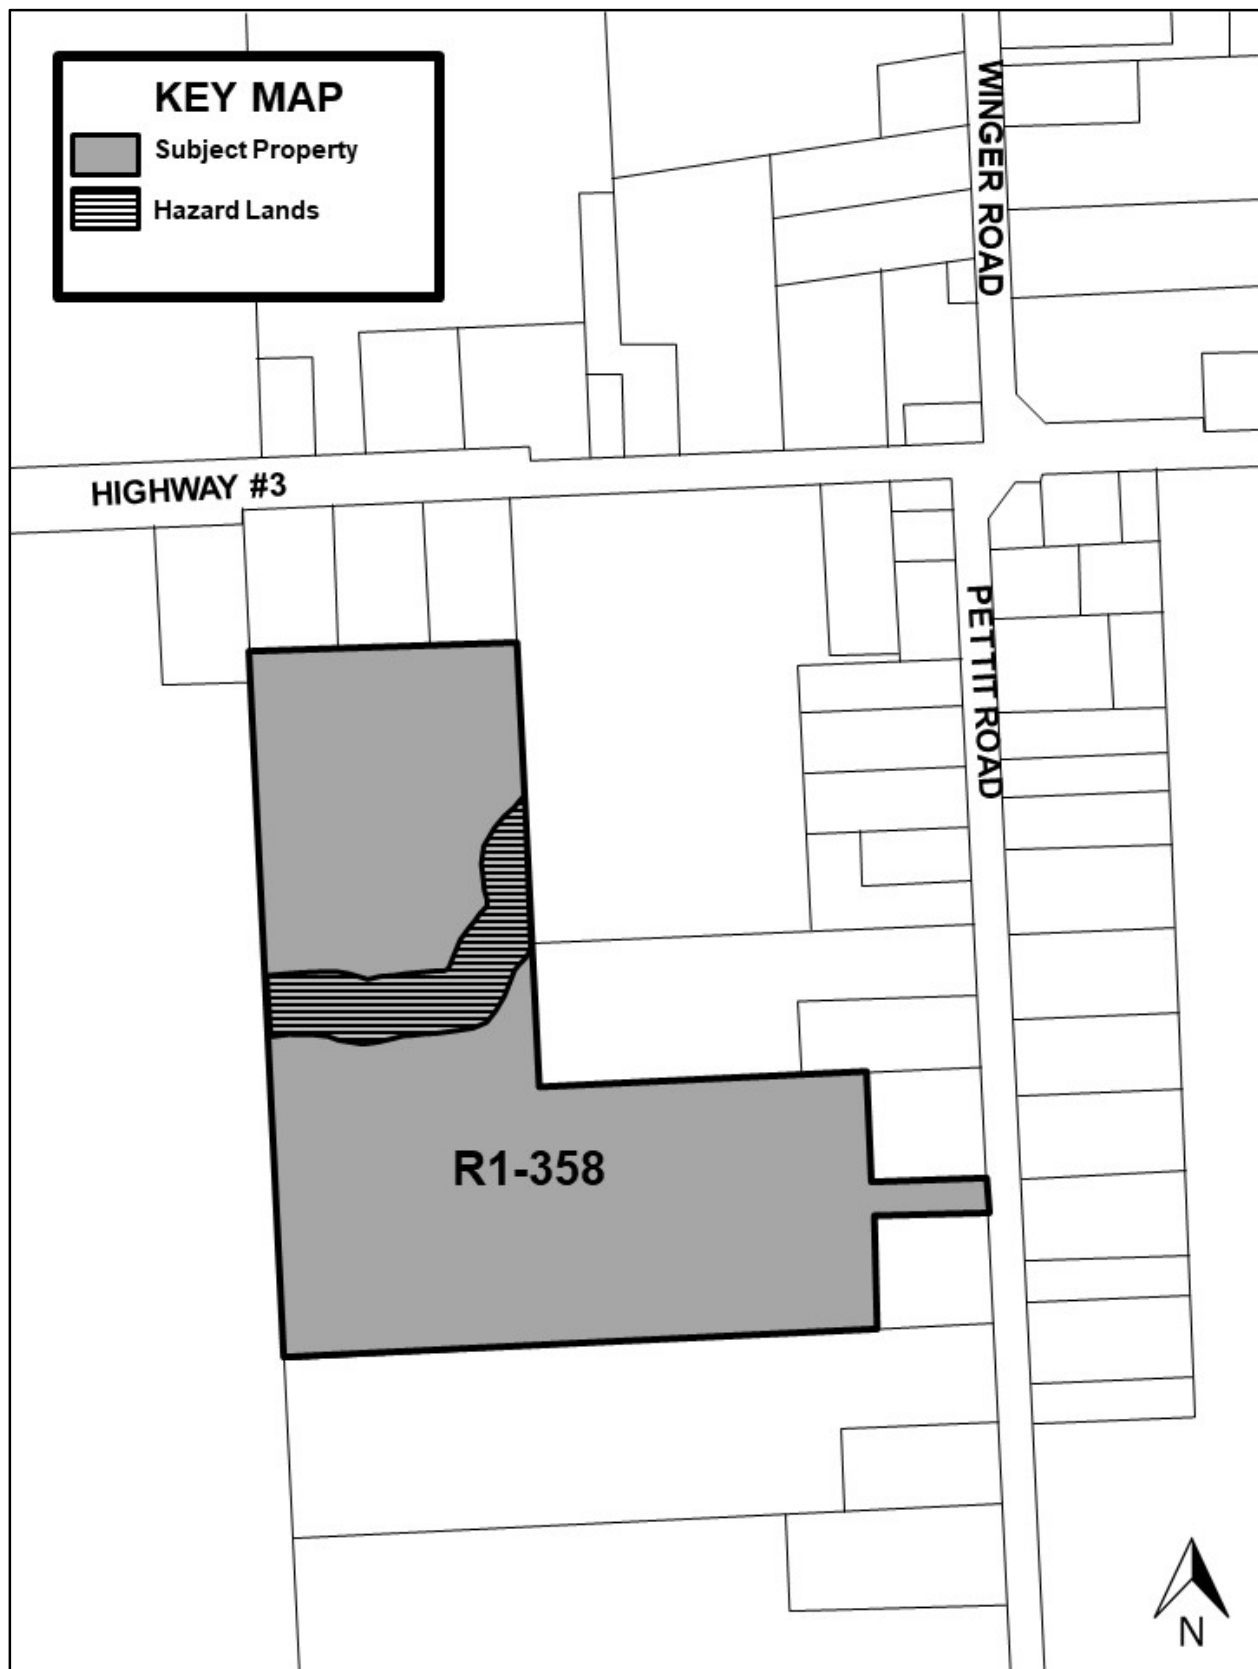 KEY MAP
Subject Property
Hazard Lands
WINGER ROAD
HIGHWAY #3
PETTIT ROAD
R1-358
N